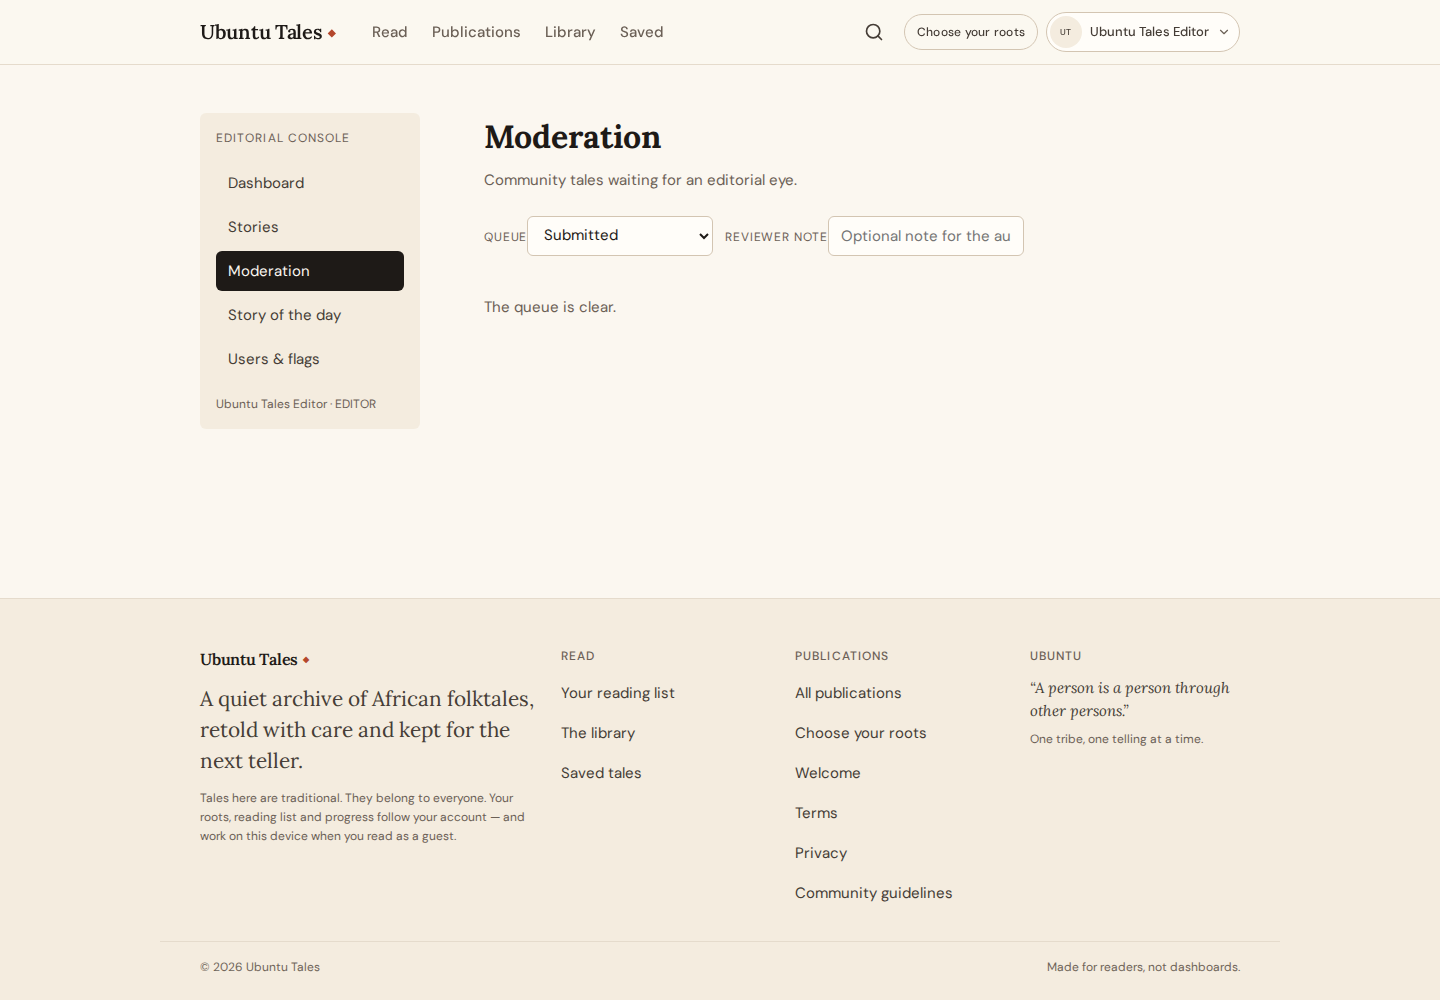 Ubuntu Tales
Read
Publications
Library
Saved
Choose your roots
UT
Ubuntu Tales Editor
EDITORIAL CONSOLE
Dashboard
Stories
Moderation
Story of the day
Users & flags
Ubuntu Tales Editor · EDITOR
Moderation
Community tales waiting for an editorial eye.
QUEUE
Submitted
REVIEWER NOTE
Optional note for the au
The queue is clear.
Ubuntu Tales
A quiet archive of African folktales,
retold with care and kept for the
next teller.
Tales here are traditional. They belong to everyone. Your
roots, reading list and progress follow your account — and
work on this device when you read as a guest.
READ
Your reading list
The library
Saved tales
PUBLICATIONS
All publications
Choose your roots
Welcome
Terms
Privacy
Community guidelines
UBUNTU
“A person is a person through
other persons.”
One tribe, one telling at a time.
© 2026 Ubuntu Tales
Made for readers, not dashboards.